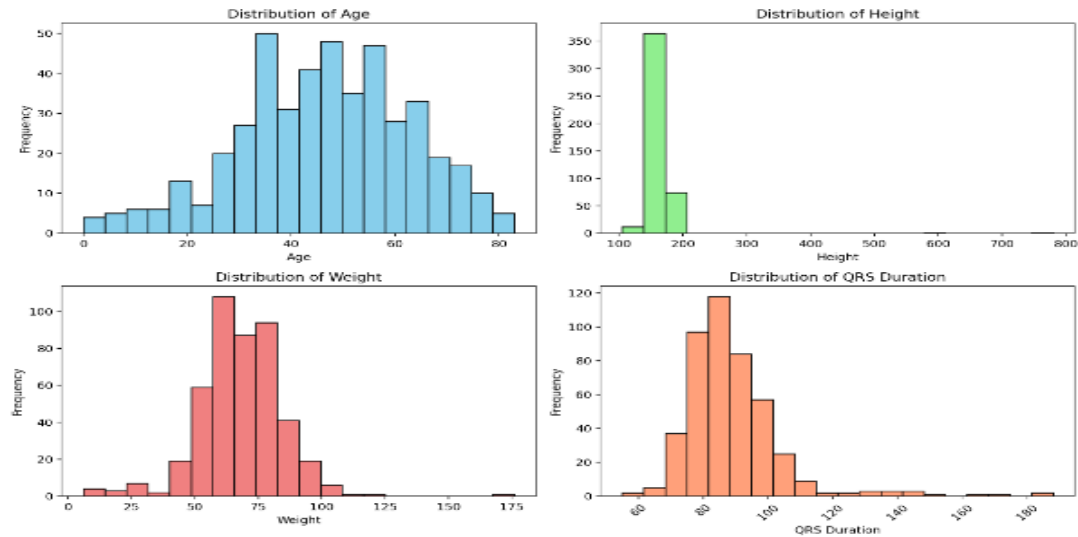 Distribution of Age
50
40
30
20
10
0
Frequency
0 20 40 60 80
Age
Distribution of Height
350
300
250
200
150
100
50
0
Frequency
100 200 300 400 500 600 700 800
Height
Distribution of Weight
100
80
60
40
20
0
Frequency
0 25 50 75 100 125 150 175
Weight
Distribution of QRS Duration
120
100
80
60
40
20
0
Frequency
60 80 100 120 140 160 180
QRS Duration